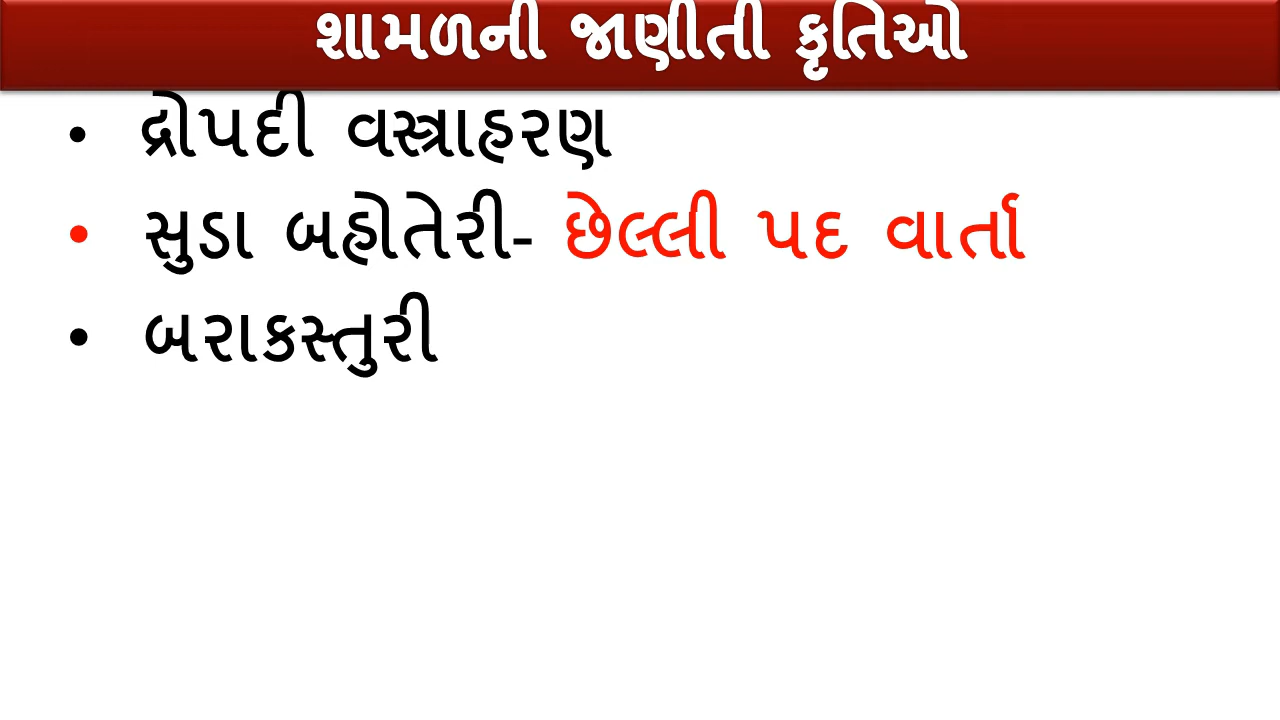 શામળની જાણીતી કૃતિઓ
• દ્રોપદી વસ્ત્રાહરણ
• સુડા બહોતેરી- છેલ્લી પદ વાર્તા
• બરાકસ્તુરી